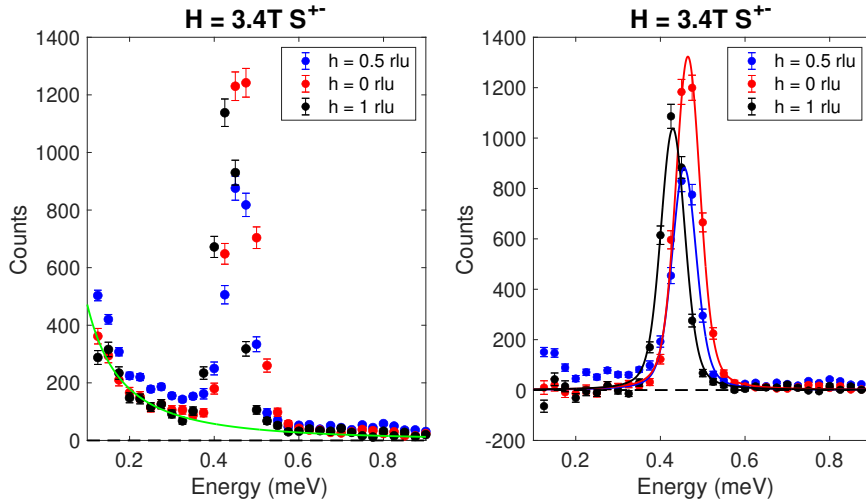 H = 3.4T S+-
1400
1200
1000
800
600
400
200
0
Counts
0.2
0.4
0.6
0.8
Energy (meV)
h = 0.5 rlu
h = 0 rlu
h = 1 rlu
H = 3.4T S+-
1400
1200
1000
800
600
400
200
0
-200
Counts
0.2
0.4
0.6
0.8
Energy (meV)
h = 0.5 rlu
h = 0 rlu
h = 1 rlu